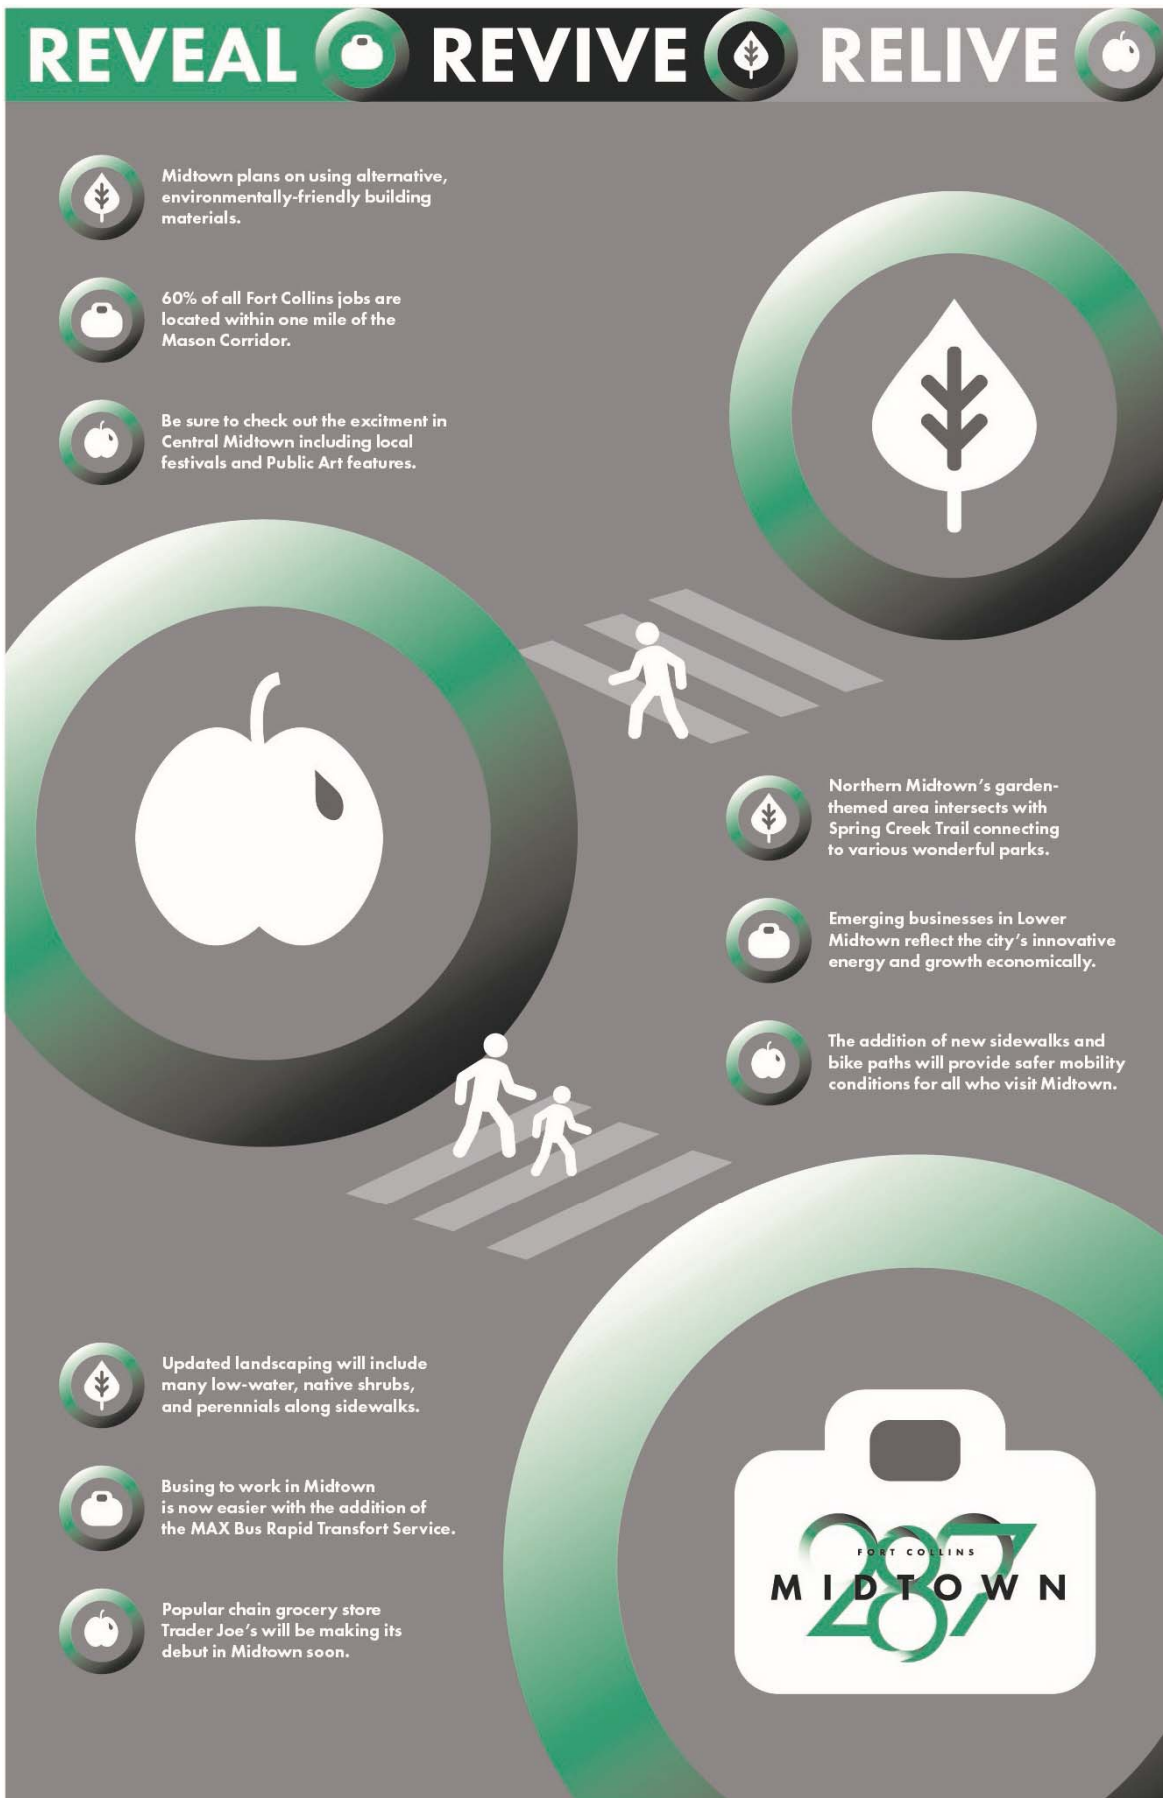 REVEAL REVIVE RELIVE
Midtown plans on using alternative,
environmentally-friendly building
materials.
60% of all Fort Collins jobs are
located within one mile of the
Mason Corridor.
Be sure to check out the excitment in
Central Midtown including local
festivals and Public Art features.
Northern Midtown's garden-
themed area intersects with
Spring Creek Trail connecting
to various wonderful parks.
Emerging businesses in Lower
Midtown reflect the city's innovative
energy and growth economically.
The addition of new sidewalks and
bike paths will provide safer mobility
conditions for all who visit Midtown.
Updated landscaping will include
many low-water, native shrubs,
and perennials along sidewalks.
Busing to work in Midtown
is now easier with the addition of
the MAX Bus Rapid Transfort Service.
Popular chain grocery store
Trader Joe's will be making its
debut in Midtown soon.
287
FORT COLLINS
MIDTOWN